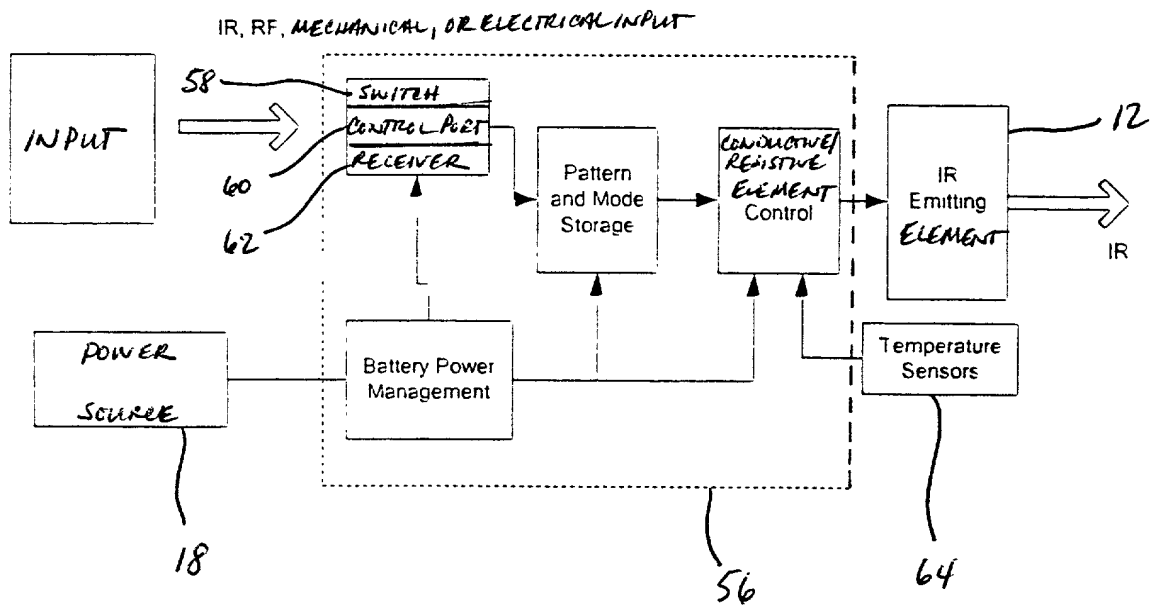 IR, RF, MECHANICAL, OR ELECTRICAL INPUT
INPUT
58
SWITCH
CONTROL PORT
RECEIVER
60
62
Pattern
and Mode
Storage
CONDUCTIVE/
RESISTIVE
ELEMENT
Control
IR
Emitting
ELEMENT
12
IR
POWER
SOURCE
18
Battery Power
Management
Temperature
Sensors
64
56